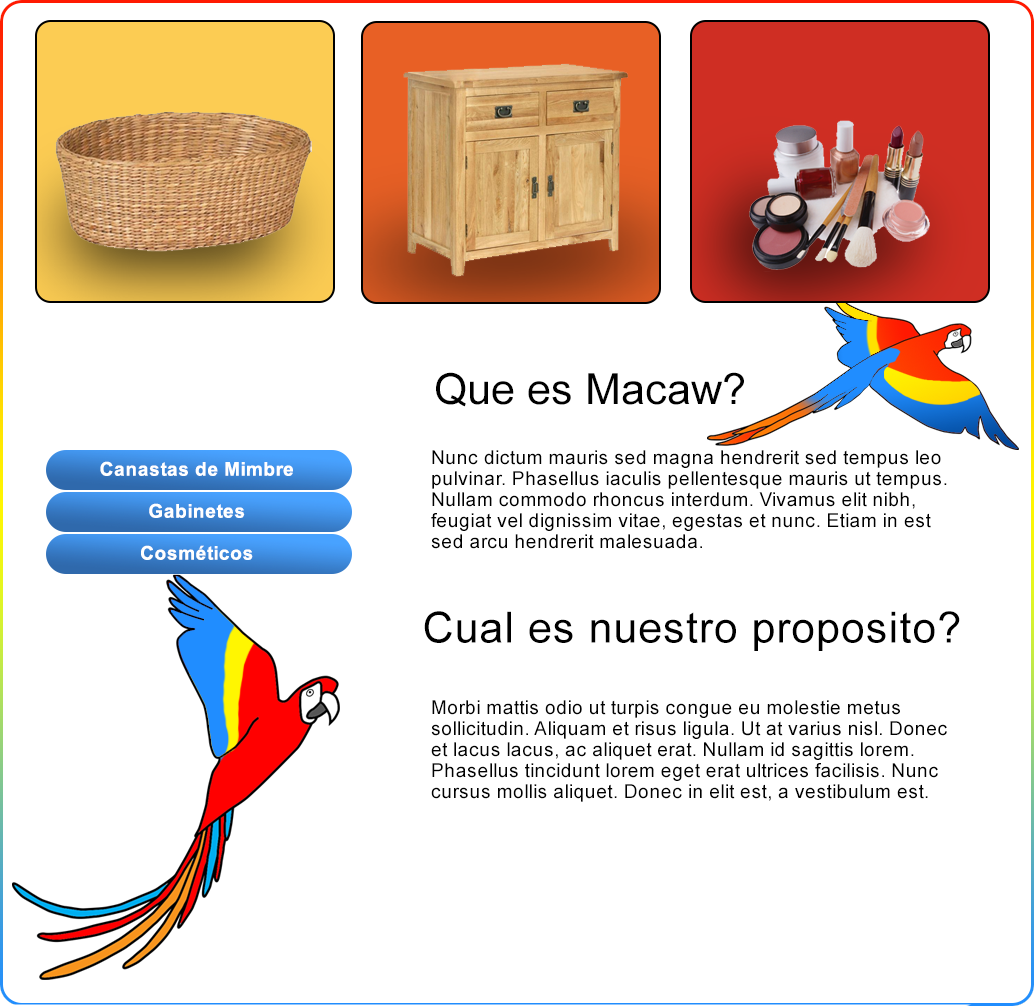 Que es Macaw?
Nunc dictum mauris sed magna hendrerit sed tempus leo
pulvinar. Phasellus iaculis pellentesque mauris ut tempus.
Nullam commodo rhoncus interdum. Vivamus elit nibh,
feugiat vel dignissim vitae, egestas et nunc. Etiam in est
sed arcu hendrerit malesuada.
Canastas de Mimbre
Gabinetes
Cosméticos
Cual es nuestro proposito?
Morbi mattis odio ut turpis congue eu molestie metus
sollicitudin. Aliquam et risus ligula. Ut at varius nisl. Donec
et lacus lacus, ac aliquet erat. Nullam id sagittis lorem.
Phasellus tincidunt lorem eget erat ultrices facilisis. Nunc
cursus mollis aliquet. Donec in elit est, a vestibulum est.